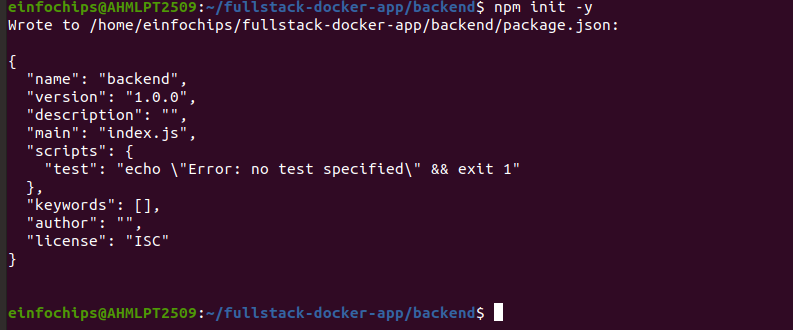 einfochips@AHMLPT2509:~/fullstack-docker-app/backend$ npm init -y
Wrote to /home/einfochips/fullstack-docker-app/backend/package.json:

{
  "name": "backend",
  "version": "1.0.0",
  "description": "",
  "main": "index.js",
  "scripts": {
    "test": "echo \"Error: no test specified\" && exit 1"
  },
  "keywords": [],
  "author": "",
  "license": "ISC"
}


einfochips@AHMLPT2509:~/fullstack-docker-app/backend$